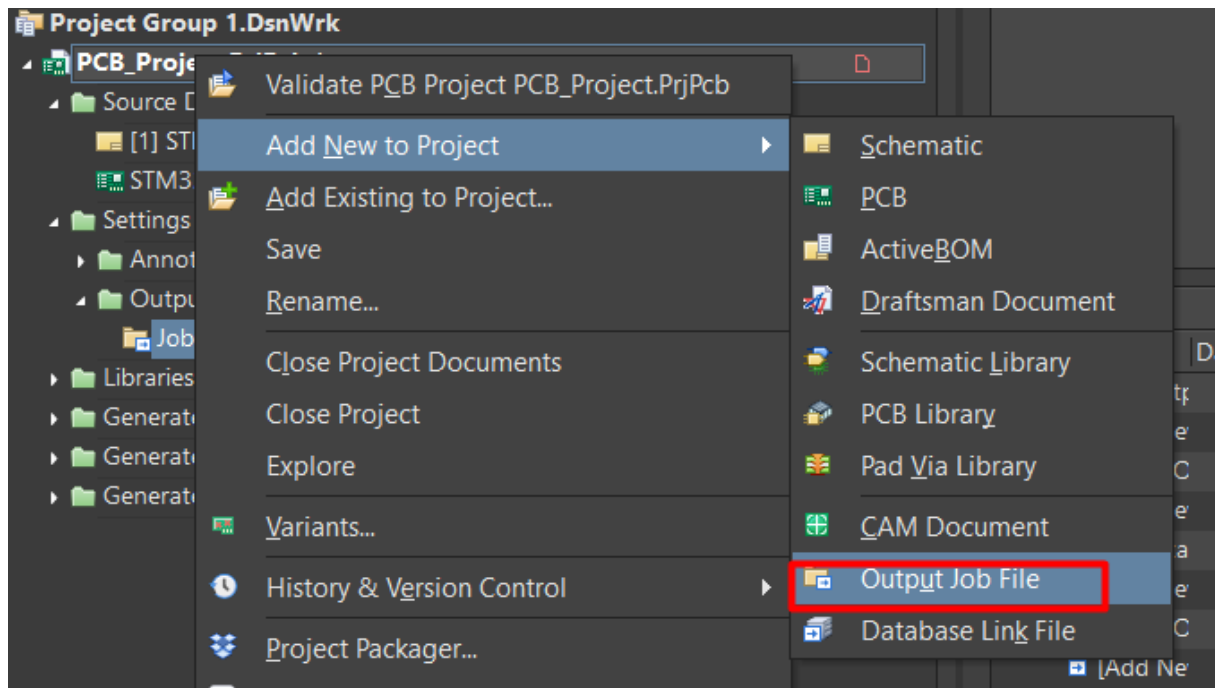 Project Group 1.DsnWrk
PCB_Proje
Validate PCB Project PCB_Project.PrjPcb
Source D
[1] ST
Add New to Project
Schematic
STM3
Add Existing to Project...
PCB
Settings
Save
ActiveBOM
Annot
Rename...
Draftsman Document
Outpu
Job
Close Project Documents
Schematic Library
Libraries
Close Project
PCB Library
Generate
Explore
Pad Via Library
Generate
Generate
Variants...
CAM Document
History & Version Control
Output Job File
Project Packager...
Database Link File
[Add Ne